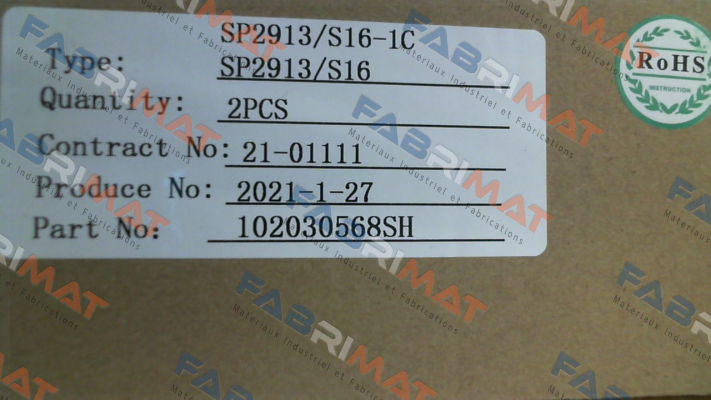 SP2913/S16-1C
Type: SP2913/S16
Quantity: 2PCS
Contract No: 21-01111
Produce No: 2021-1-27
Part No: 102030568SH
RoHS
INSTRUCTION
FABRIMAT
Materiaux Industriel et Fabrications